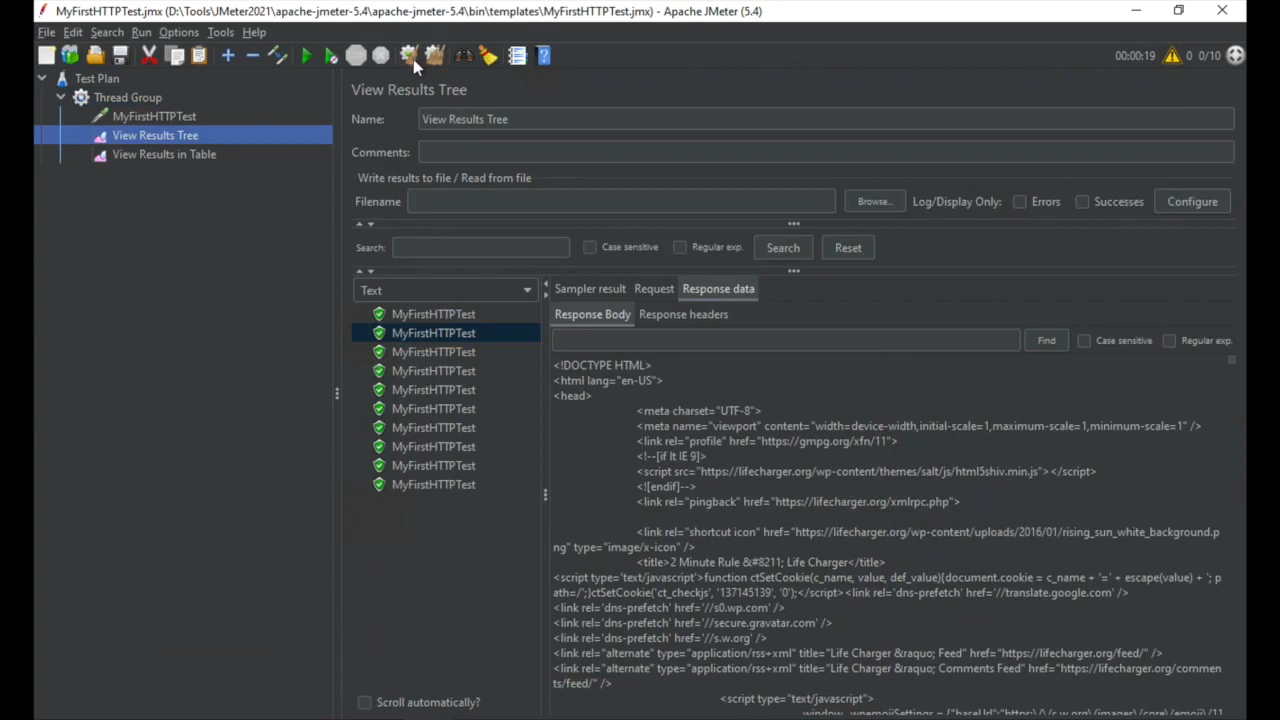 MyFirstHTTPTest.jmx (D:\Tools\JMeter2021\apache-jmeter-5.4\apache-jmeter-5.4\bin\templates\MyFirstHTTPTest.jmx) - Apache JMeter (5.4)
File Edit Search Run Options Tools Help
00:00:19 0 0/10
Test Plan
Thread Group
MyFirstHTTPTest
View Results Tree
View Results in Table
View Results Tree
Name: View Results Tree
Comments:
Write results to file / Read from file
Filename Browse... Log/Display Only: Errors Successes Configure
Search: Case sensitive Regular exp. Search Reset
Text
MyFirstHTTPTest
MyFirstHTTPTest
MyFirstHTTPTest
MyFirstHTTPTest
MyFirstHTTPTest
MyFirstHTTPTest
MyFirstHTTPTest
MyFirstHTTPTest
MyFirstHTTPTest
MyFirstHTTPTest
Scroll automatically?
Sampler result Request Response data
Response Body Response headers
Find Case sensitive Regular exp.
<!DOCTYPE HTML>
<html lang="en-US">
<head>
<meta charset="UTF-8">
<meta name="viewport" content="width=device-width,initial-scale=1,maximum-scale=1,minimum-scale=1" />
<link rel="profile" href="https://gmpg.org/xfn/11">
<!--[if lt IE 9]>
<script src="https://lifecharger.org/wp-content/themes/salt/js/html5shiv.min.js"></script>
<![endif]-->
<link rel="pingback" href="https://lifecharger.org/xmlrpc.php">
<link rel="shortcut icon" href="https://lifecharger.org/wp-content/uploads/2016/01/rising_sun_white_background.p
ng" type="image/x-icon" />
<title>2 Minute Rule &#8211; Life Charger</title>
<script type='text/javascript'>function ctSetCookie(c_name, value, def_value){document.cookie = c_name + '=' + escape(value) + '; p
ath=/';}ctSetCookie('ct_checkjs', '137145139', '0');</script><link rel='dns-prefetch' href='//translate.google.com' />
<link rel='dns-prefetch' href='//s0.wp.com' />
<link rel='dns-prefetch' href='//secure.gravatar.com' />
<link rel='dns-prefetch' href='//s.w.org' />
<link rel="alternate" type="application/rss+xml" title="Life Charger &raquo; Feed" href="https://lifecharger.org/feed/" />
<link rel="alternate" type="application/rss+xml" title="Life Charger &raquo; Comments Feed" href="https://lifecharger.org/commen
ts/feed/" />
<script type="text/javascript">